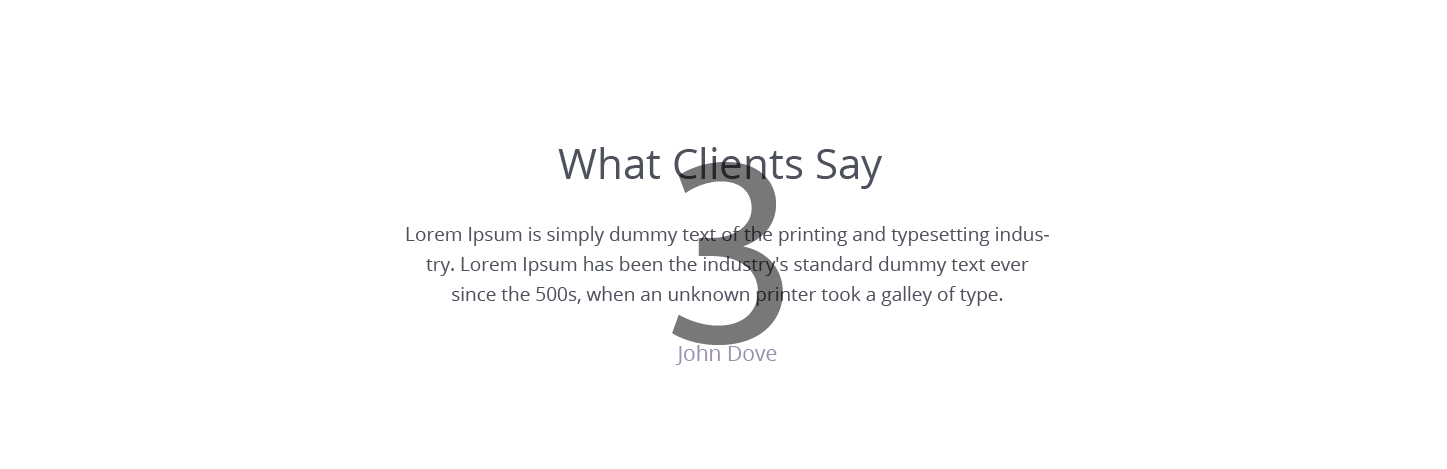 What Clients Say
3
Lorem Ipsum is simply dummy text of the printing and typesetting indus-
try. Lorem Ipsum has been the industry's standard dummy text ever
since the 500s, when an unknown printer took a galley of type.
John Dove